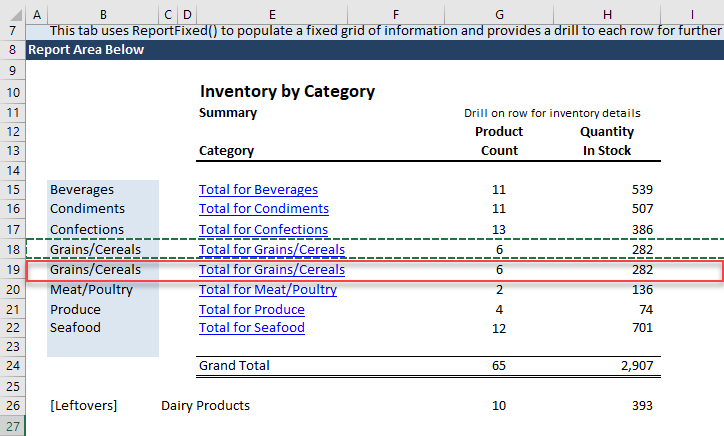 A B C D E F G H I
7 This tab uses ReportFixed() to populate a fixed grid of information and provides a drill to each row for further
8 Report Area Below
9
10 Inventory by Category
11 Summary Drill on row for inventory details
12 Product Quantity
13 Category Count In Stock
14
15 Beverages Total for Beverages 11 539
16 Condiments Total for Condiments 11 507
17 Confections Total for Confections 13 386
18 Grains/Cereals Total for Grains/Cereals 6 282
19 Grains/Cereals Total for Grains/Cereals 6 282
20 Meat/Poultry Total for Meat/Poultry 2 136
21 Produce Total for Produce 4 74
22 Seafood Total for Seafood 12 701
23
24 Grand Total 65 2,907
25
26 [Leftovers] Dairy Products 10 393
27